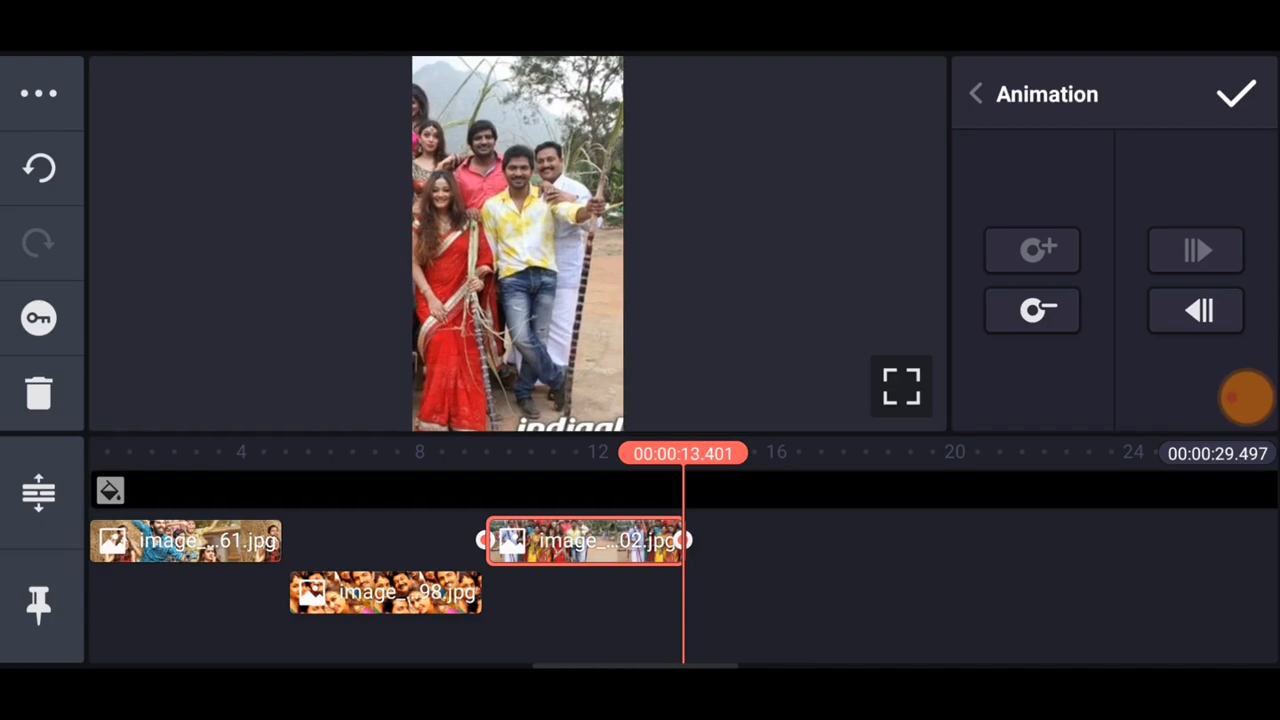 Animation
indiagl
4
8
12
00:00:13.401
16
20
24
00:00:29.497
image_...61.jpg
image_...02.jpg
image_...98.jpg